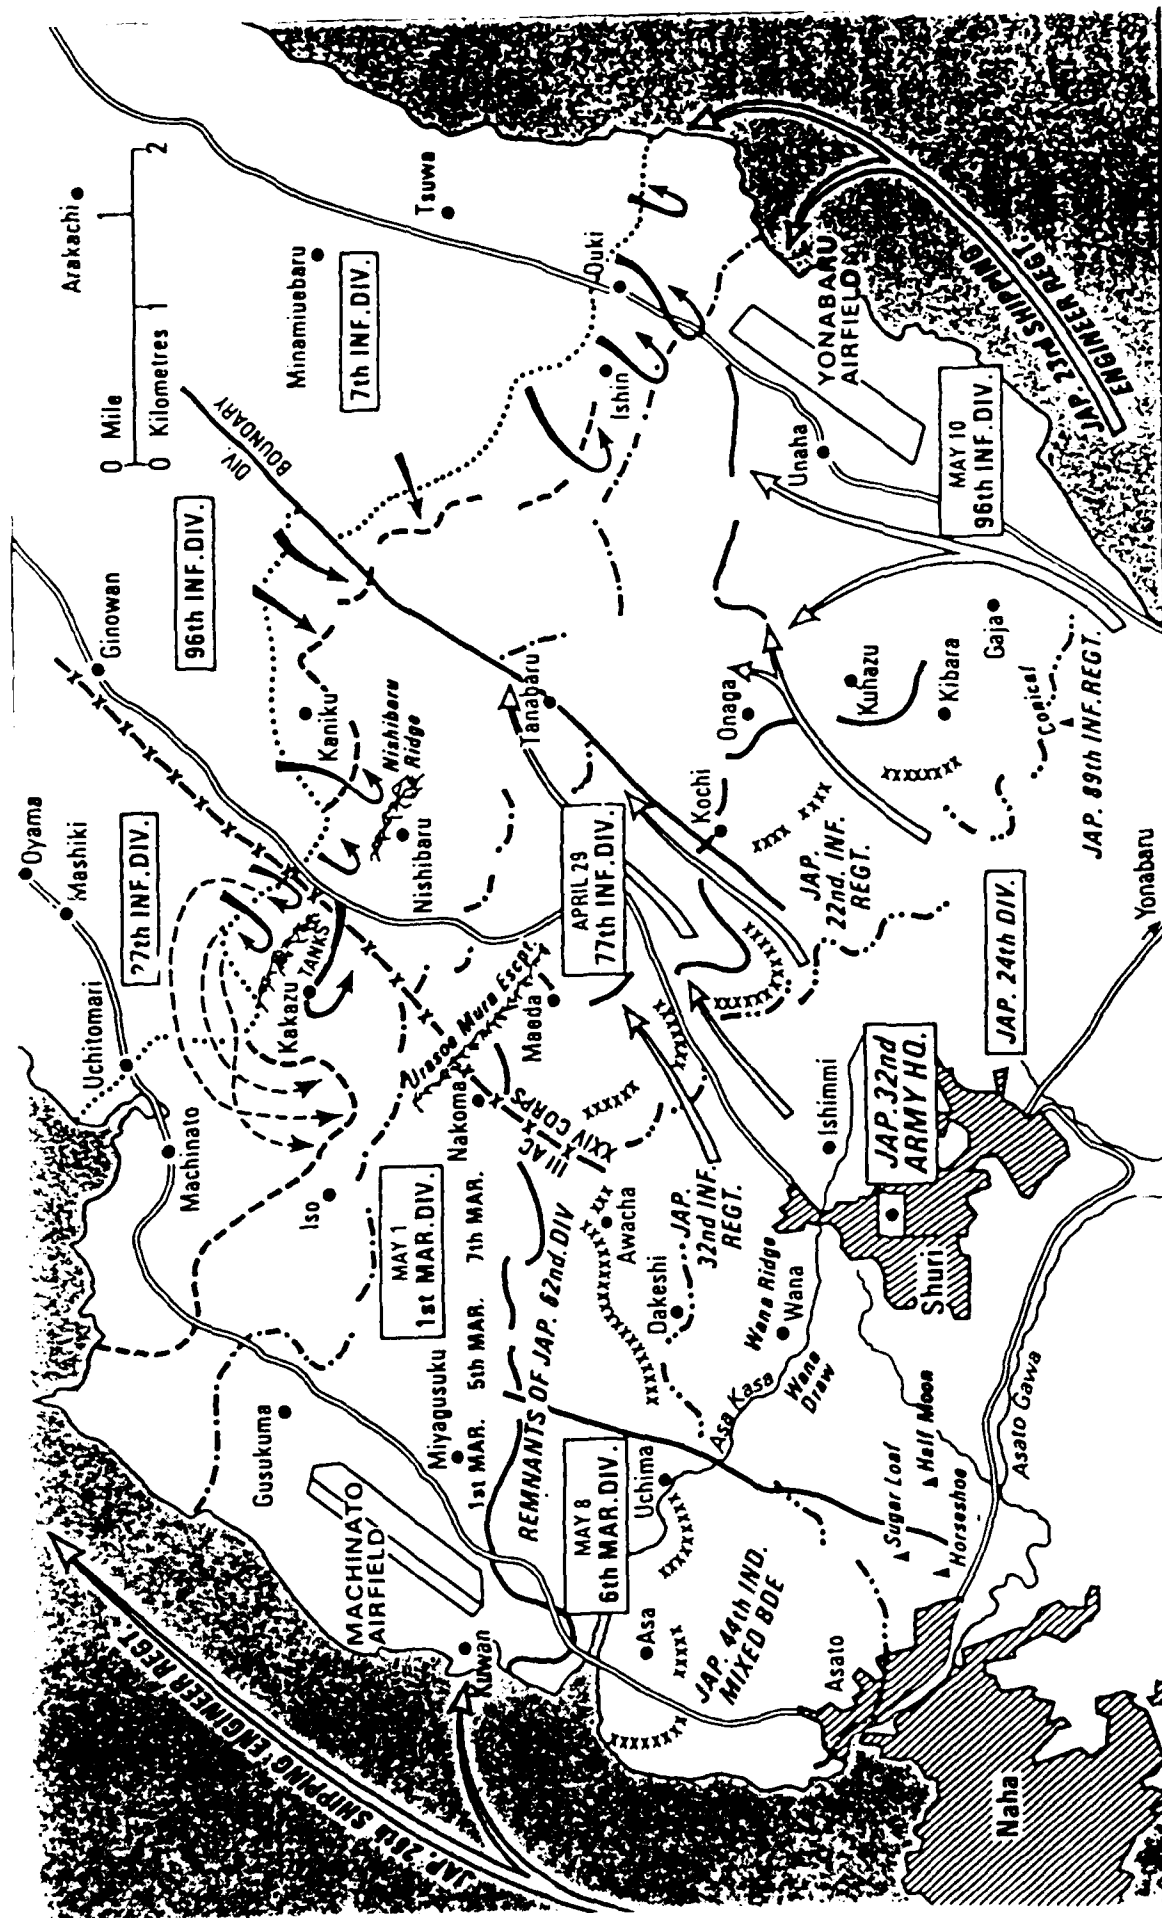 Oyama
Mashiki
Uchitomari
Machinato
Ginowan
27th INF. DIV.
96th INF. DIV.
DIV.
BOUNDARY
0 Mile 1
0 Kilometres 1 2
Arakachi
Minamiuebaru
7th INF. DIV.
Tsuwa
Kaniku
Nishibaru
Ridge
Nishibaru
Kakazu
TANKS
Iso
Gusukuma
MACHINATO
AIRFIELD
Kuwan
Miyagusuku
MAY 1
1st MAR. DIV.
1st MAR. 5th MAR. 7th MAR.
Nakoma
Urasoe Mura Escpt.
Maeda
IIIAC
XXIV CORPS
Tanabaru
Ishin
Ouki
YONABARU
AIRFIELD
Unaha
APRIL 29
77th INF. DIV.
Kochi
Onaga
Kuhazu
Kibara
Gaja
Conical
MAY 10
96th INF. DIV.
JAP. 23rd SHIPPING
ENGINEER REGT.
JAP. 26th SHIPPING ENGINEER REGT.
REMNANTS OF JAP. 62nd. DIV
Awacha
Dakeshi
JAP.
32nd INF.
REGT.
JAP.
22nd. INF.
REGT.
JAP. 89th INF. REGT.
MAY 8
6th MAR. DIV.
Uchima
Asa
JAP. 44th IND.
MIXED BDE
Asa Kasa
Wana Ridge
Wana
Wana
Draw
Ishimmi
JAP. 32nd
ARMY HQ.
JAP. 24th DIV.
Yonabaru
Shuri
Sugar Loaf
Half Moon
Horseshoe
Asato Gawa
Asato
Naha